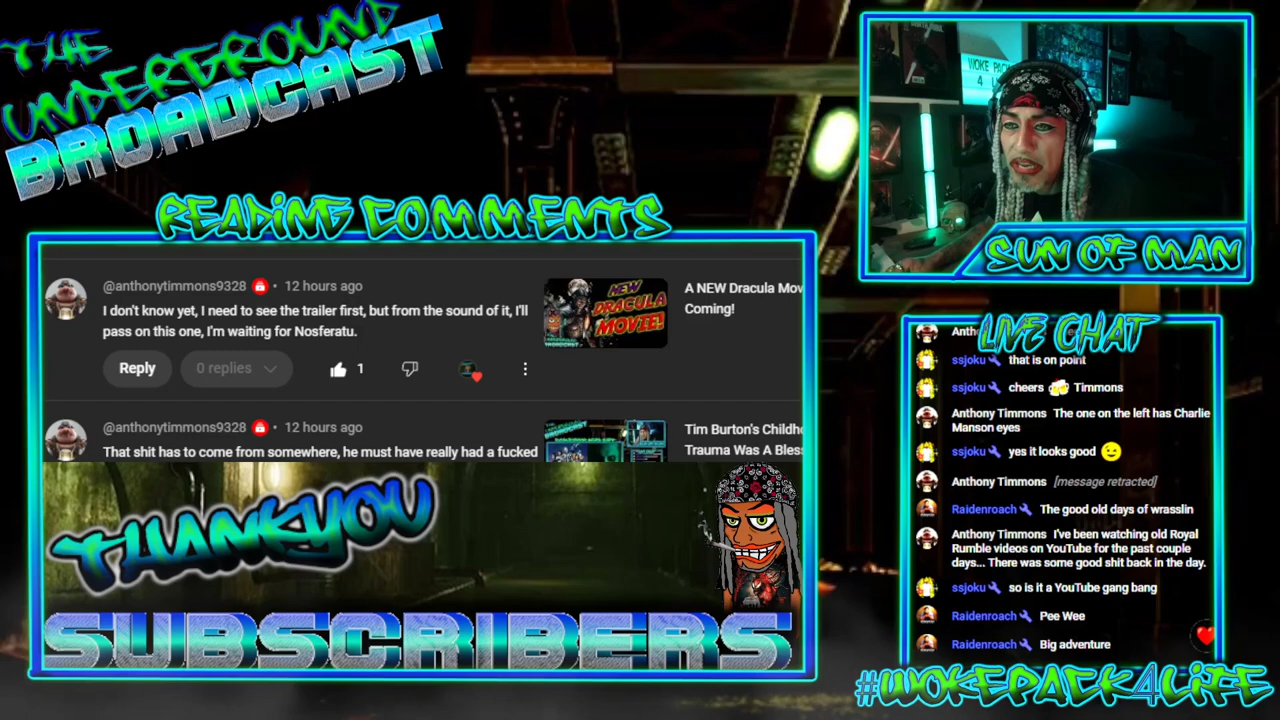 THE
UNDERGROUND
BROADCAST
READING COMMENTS
@anthonytimmons9328 • 12 hours ago
I don't know yet, I need to see the trailer first, but from the sound of it, I'll
pass on this one, I'm waiting for Nosferatu.
Reply 0 replies 1
NEW
DRACULA
MOVIE!
A NEW Dracula Mov
Coming!
@anthonytimmons9328 • 12 hours ago
That shit has to come from somewhere, he must have really had a fucked
Tim Burton's Childho
Trauma Was A Bless
THANKYOU
SUBSCRIBERS
WOKE PAC
4 L
SUN OF MAN
LIVE CHAT
Anth
ssjoku that is on point
ssjoku cheers 🍻 Timmons
Anthony Timmons The one on the left has Charlie
Manson eyes
ssjoku yes it looks good 😉
Anthony Timmons [message retracted]
Raidenroach The good old days of wrasslin
Anthony Timmons I've been watching old Royal
Rumble videos on YouTube for the past couple
days... There was some good shit back in the day.
ssjoku so is it a YouTube gang bang
Raidenroach Pee Wee
Raidenroach Big adventure
#WOKEPACK4LIFE